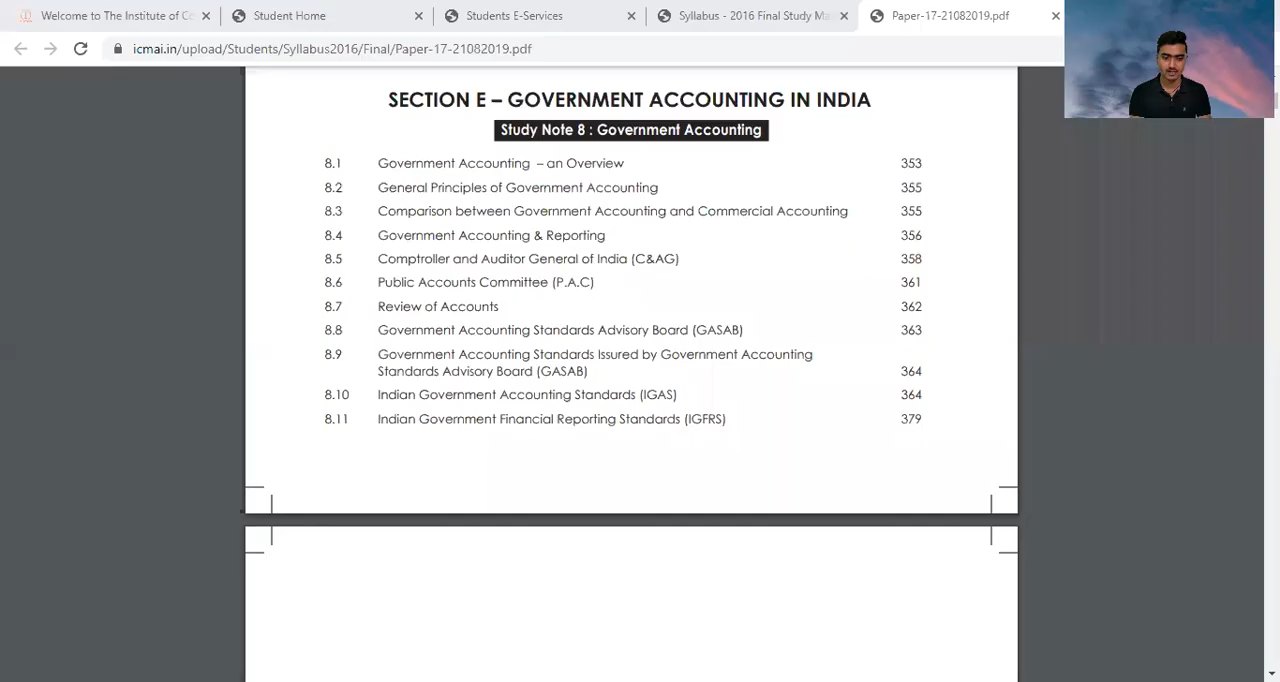 Welcome to The Institute of C
Student Home
Students E-Services
Syllabus - 2016 Final Study Ma
Paper-17-21082019.pdf
icmai.in/upload/Students/Syllabus2016/Final/Paper-17-21082019.pdf
SECTION E – GOVERNMENT ACCOUNTING IN INDIA
Study Note 8 : Government Accounting
8.1 Government Accounting – an Overview 353
8.2 General Principles of Government Accounting 355
8.3 Comparison between Government Accounting and Commercial Accounting 355
8.4 Government Accounting & Reporting 356
8.5 Comptroller and Auditor General of India (C&AG) 358
8.6 Public Accounts Committee (P.A.C) 361
8.7 Review of Accounts 362
8.8 Government Accounting Standards Advisory Board (GASAB) 363
8.9 Government Accounting Standards Issured by Government Accounting
Standards Advisory Board (GASAB) 364
8.10 Indian Government Accounting Standards (IGAS) 364
8.11 Indian Government Financial Reporting Standards (IGFRS) 379